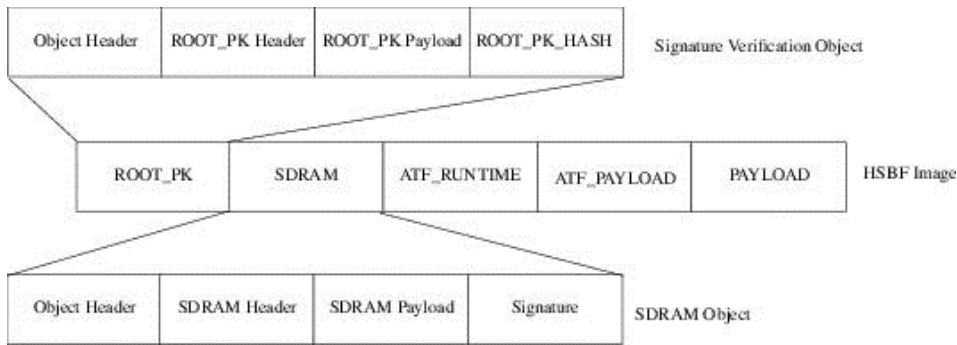 Object Header ROOT_PK Header ROOT_PK Payload ROOT_PK_HASH Signature Verification Object
ROOT_PK SDRAM ATF_RUNTIME ATF_PAYLOAD PAYLOAD HSBF Image
Object Header SDRAM Header SDRAM Payload Signature SDRAM Object